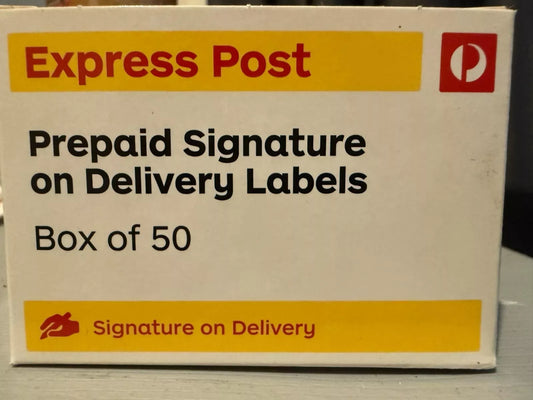 Express Post
Prepaid Signature
on Delivery Labels
Box of 50
Signature on Delivery